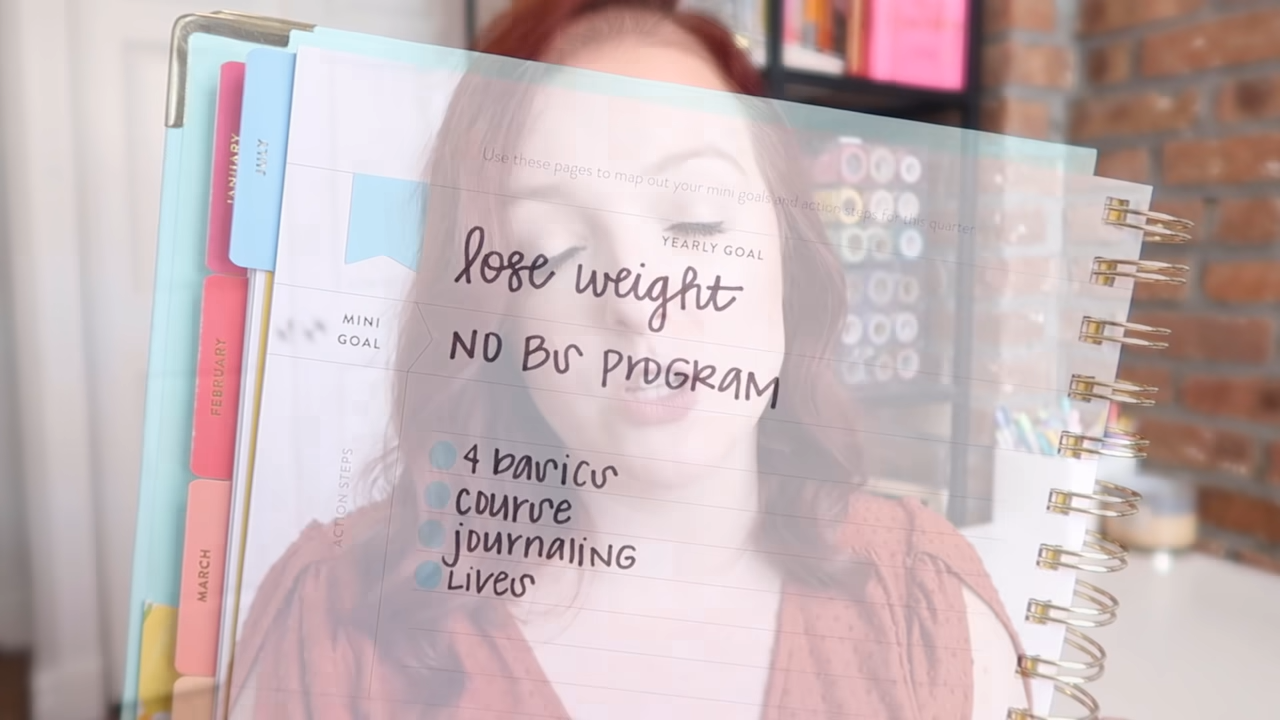 JANUARY
JULY
FEBRUARY
MARCH
Use these pages to map out your mini goals and action steps for this quarter
YEARLY GOAL
lose weight
MINI
GOAL
NO BS PROGRAM
ACTION STEPS
4 basics
course
journaling
Lives